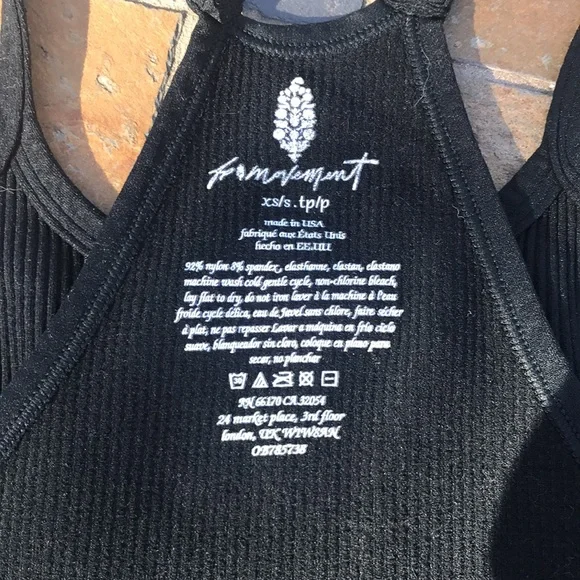 fp movement
xs/s . tp/p
made in USA
fabriqué aux États Unis
hecho en EE.UU
92% nylon 8% spandex, elasthanne, elastan, elastano
machine wash cold gentle cycle, non-chlorine bleach,
lay flat to dry, do not iron laver à la machine à l'eau
froide cycle délica, eau de Javel sans chlore, faire sécher
à plat, ne pas repasser Lavar a máquina en frío ciclo
suave, blanqueador sin cloro, coloque en plano para
secar, no planchar
30
RN 66170 CA 32054
24 market place, 3rd floor
london, UK W1W8AN
OB785738